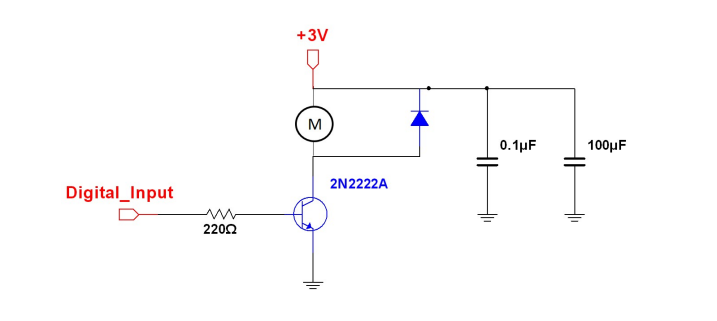 +3V
M
0.1µF
100µF
2N2222A
Digital_Input
220Ω